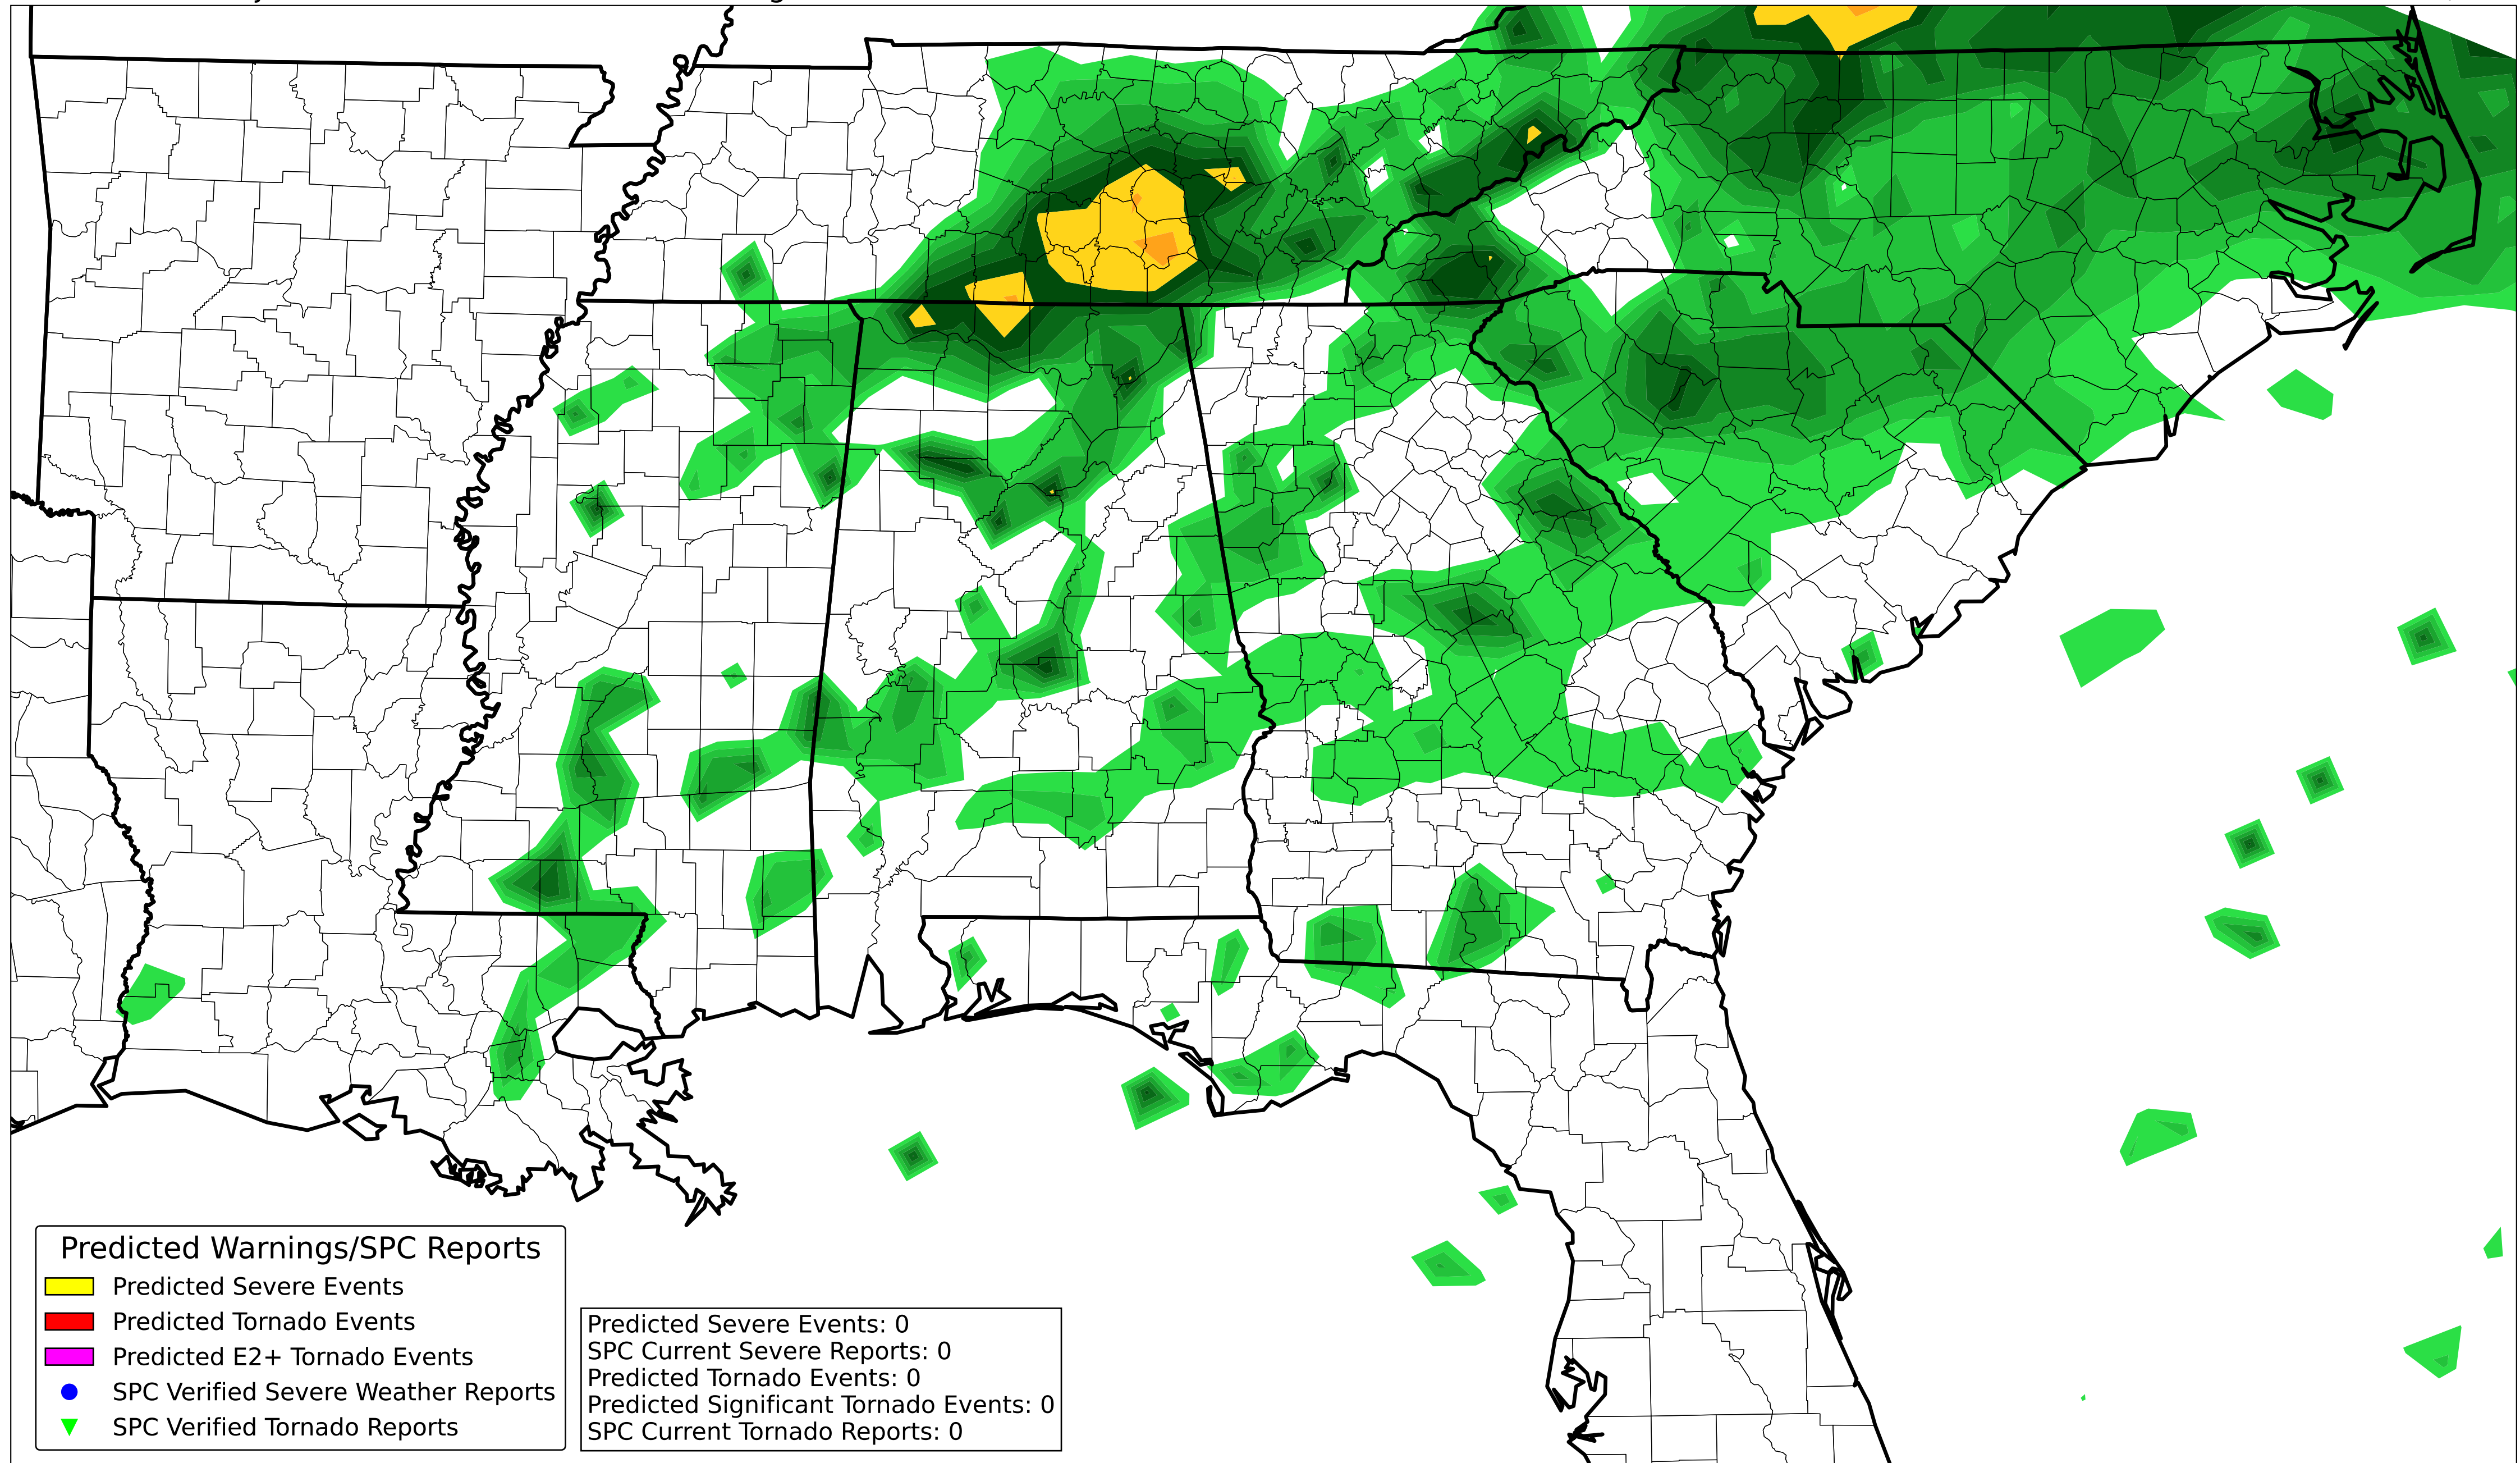 Predicted Warnings/SPC Reports
Predicted Severe Events
Predicted Tornado Events
Predicted E2+ Tornado Events
SPC Verified Severe Weather Reports
SPC Verified Tornado Reports
Predicted Severe Events: 0
SPC Current Severe Reports: 0
Predicted Tornado Events: 0
Predicted Significant Tornado Events: 0
SPC Current Tornado Reports: 0